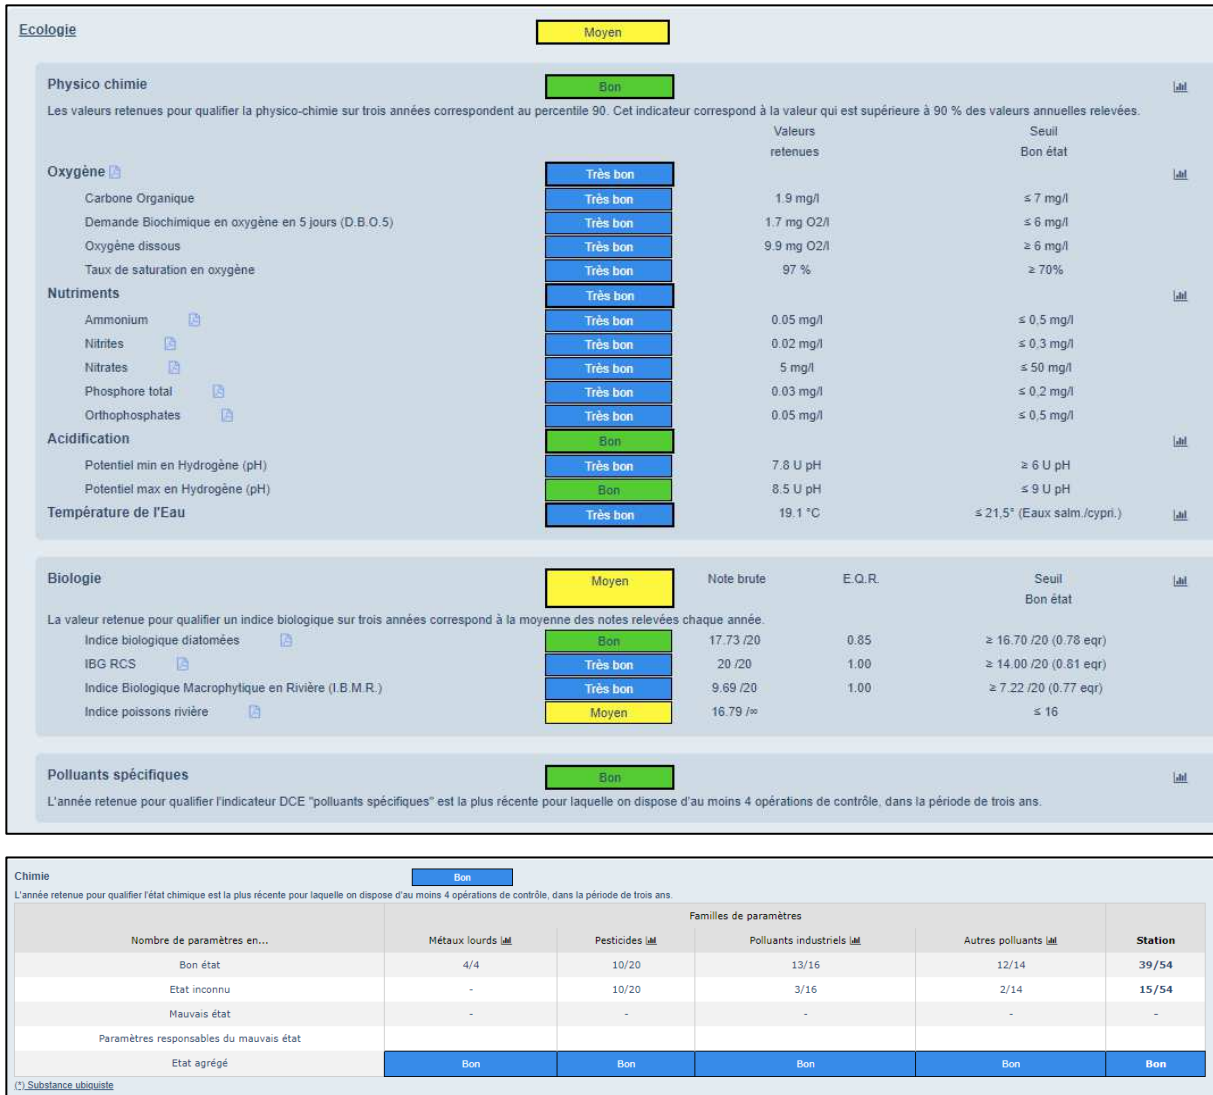 Ecologie Moyen
Physico chimie Bon
Les valeurs retenues pour qualifier la physico-chimie sur trois années correspondent au percentile 90. Cet indicateur correspond à la valeur qui est supérieure à 90 % des valeurs annuelles relevées.
Valeurs Seuil
retenues Bon état
Oxygène Très bon
Carbone Organique Très bon 1.9 mg/l ≤ 7 mg/l
Demande Biochimique en oxygène en 5 jours (D.B.O.5) Très bon 1.7 mg O2/l ≤ 6 mg/l
Oxygène dissous Très bon 9.9 mg O2/l ≥ 6 mg/l
Taux de saturation en oxygène Très bon 97 % ≥ 70%
Nutriments Très bon
Ammonium Très bon 0.05 mg/l ≤ 0,5 mg/l
Nitrites Très bon 0.02 mg/l ≤ 0,3 mg/l
Nitrates Très bon 5 mg/l ≤ 50 mg/l
Phosphore total Très bon 0.03 mg/l ≤ 0,2 mg/l
Orthophosphates Très bon 0.05 mg/l ≤ 0,5 mg/l
Acidification Bon
Potentiel min en Hydrogène (pH) Très bon 7.8 U pH ≥ 6 U pH
Potentiel max en Hydrogène (pH) Bon 8.5 U pH ≤ 9 U pH
Température de l'Eau Très bon 19.1 °C ≤ 21,5° (Eaux salm./cypri.)
Biologie Moyen Note brute E.Q.R. Seuil
Bon état
La valeur retenue pour qualifier un indice biologique sur trois années correspond à la moyenne des notes relevées chaque année.
Indice biologique diatomées Bon 17.73 /20 0.85 ≥ 16.70 /20 (0.78 eqr)
IBG RCS Très bon 20 /20 1.00 ≥ 14.00 /20 (0.81 eqr)
Indice Biologique Macrophytique en Rivière (I.B.M.R.) Très bon 9.69 /20 1.00 ≥ 7.22 /20 (0.77 eqr)
Indice poissons rivière Moyen 16.79 /∞ ≤ 16
Polluants spécifiques Bon
L'année retenue pour qualifier l'indicateur DCE "polluants spécifiques" est la plus récente pour laquelle on dispose d'au moins 4 opérations de contrôle, dans la période de trois ans.
Chimie Bon
L'année retenue pour qualifier l'état chimique est la plus récente pour laquelle on dispose d'au moins 4 opérations de contrôle, dans la période de trois ans.
Familles de paramètres
Nombre de paramètres en... Métaux lourds Pesticides Polluants industriels Autres polluants Station
Bon état 4/4 10/20 13/16 12/14 39/54
Etat inconnu - 10/20 3/16 2/14 15/54
Mauvais état - - - - -
Paramètres responsables du mauvais état
Etat agrégé Bon Bon Bon Bon Bon
(*) Substance ubiquiste